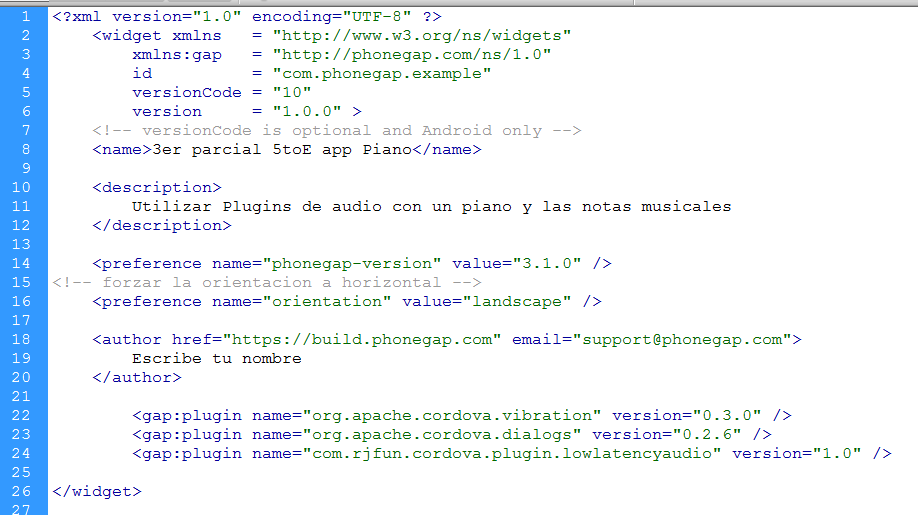 1 <?xml version="1.0" encoding="UTF-8" ?>
2 <widget xmlns = "http://www.w3.org/ns/widgets"
3 xmlns:gap = "http://phonegap.com/ns/1.0"
4 id = "com.phonegap.example"
5 versionCode = "10"
6 version = "1.0.0" >
7 <!-- versionCode is optional and Android only -->
8 <name>3er parcial 5toE app Piano</name>
9
10 <description>
11 Utilizar Plugins de audio con un piano y las notas musicales
12 </description>
13
14 <preference name="phonegap-version" value="3.1.0" />
15 <!-- forzar la orientacion a horizontal -->
16 <preference name="orientation" value="landscape" />
17
18 <author href="https://build.phonegap.com" email="support@phonegap.com">
19 Escribe tu nombre
20 </author>
21
22 <gap:plugin name="org.apache.cordova.vibration" version="0.3.0" />
23 <gap:plugin name="org.apache.cordova.dialogs" version="0.2.6" />
24 <gap:plugin name="com.rjfun.cordova.plugin.lowlatencyaudio" version="1.0" />
25
26 </widget>
27